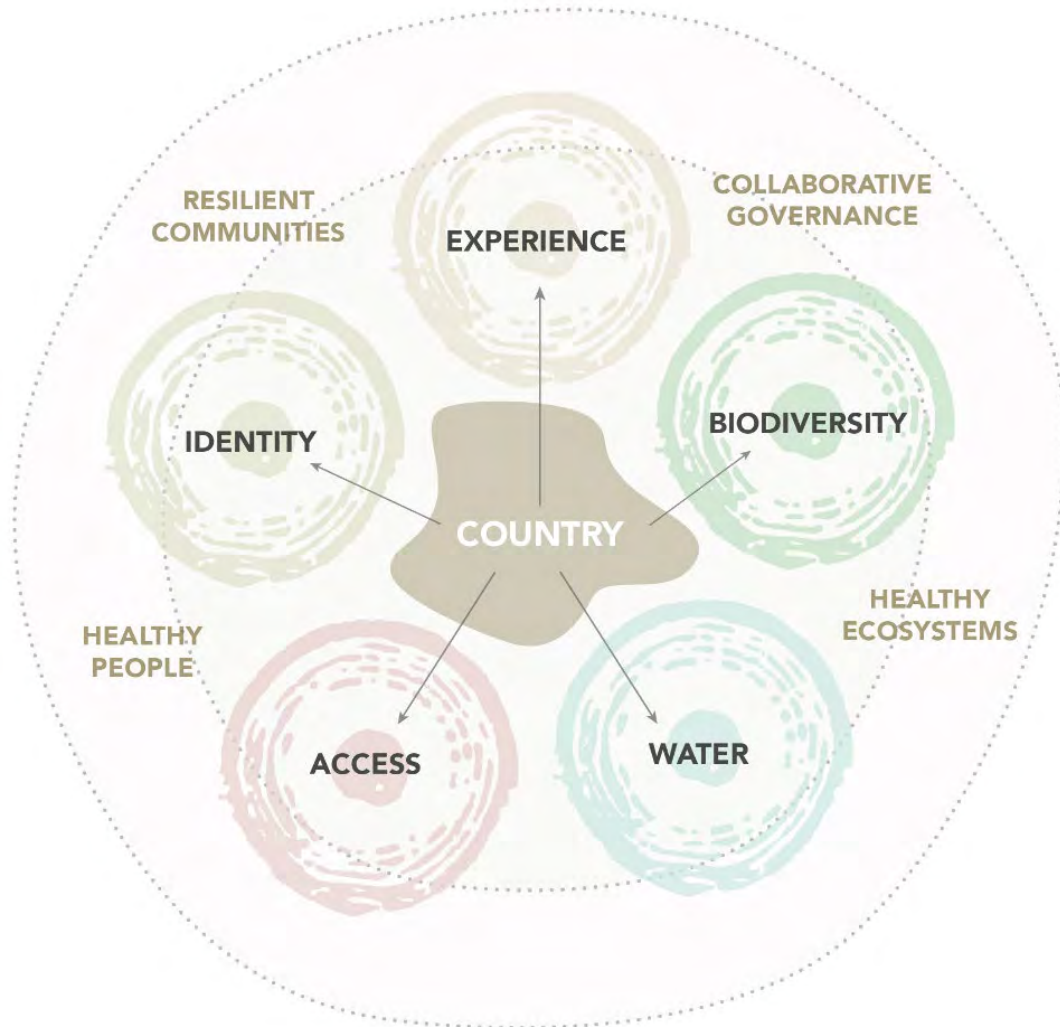 RESILIENT
COMMUNITIES
COLLABORATIVE
GOVERNANCE
EXPERIENCE
IDENTITY
BIODIVERSITY
COUNTRY
HEALTHY
PEOPLE
HEALTHY
ECOSYSTEMS
ACCESS
WATER